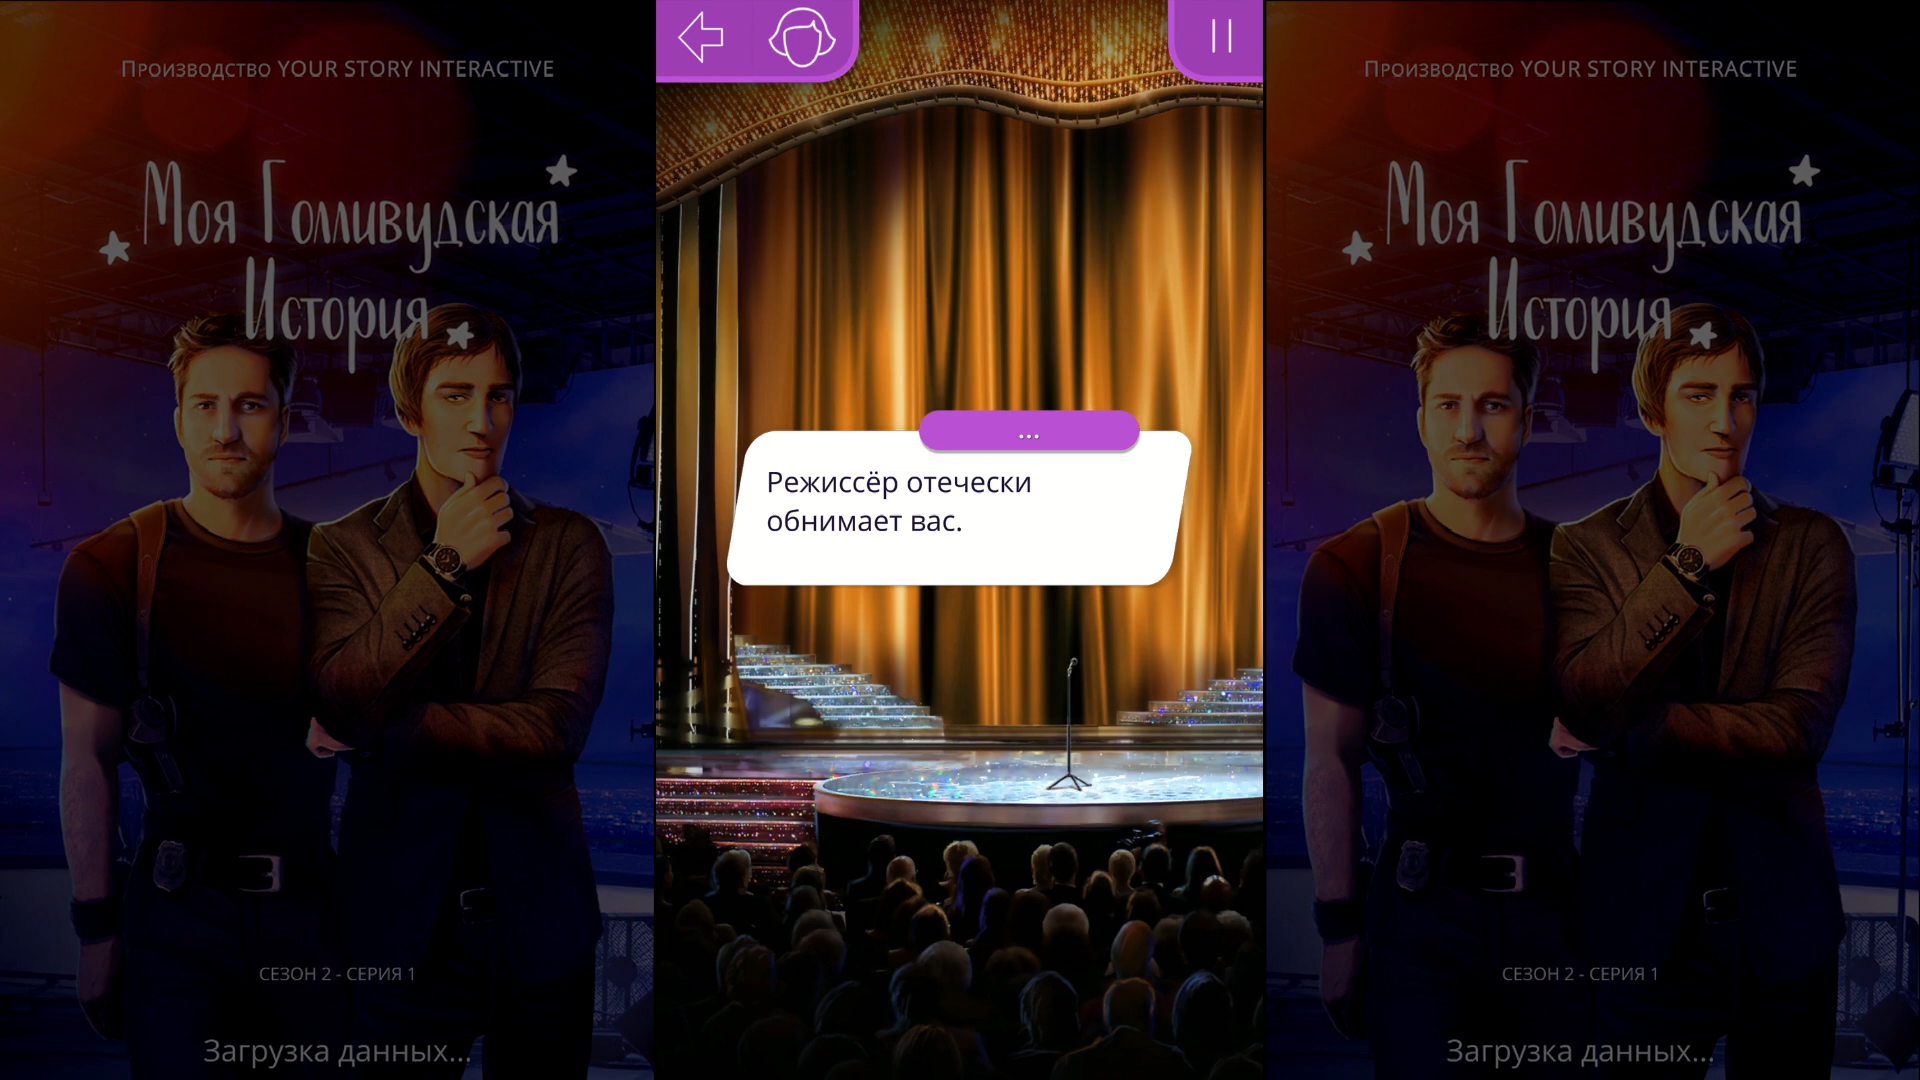 Производство YOUR STORY INTERACTIVE
Моя Голливудская
История
СЕЗОН 2 - СЕРИЯ 1
Загрузка данных...
...
Режиссёр отечески
обнимает вас.
Производство YOUR STORY INTERACTIVE
Моя Голливудская
История
СЕЗОН 2 - СЕРИЯ 1
Загрузка данных...